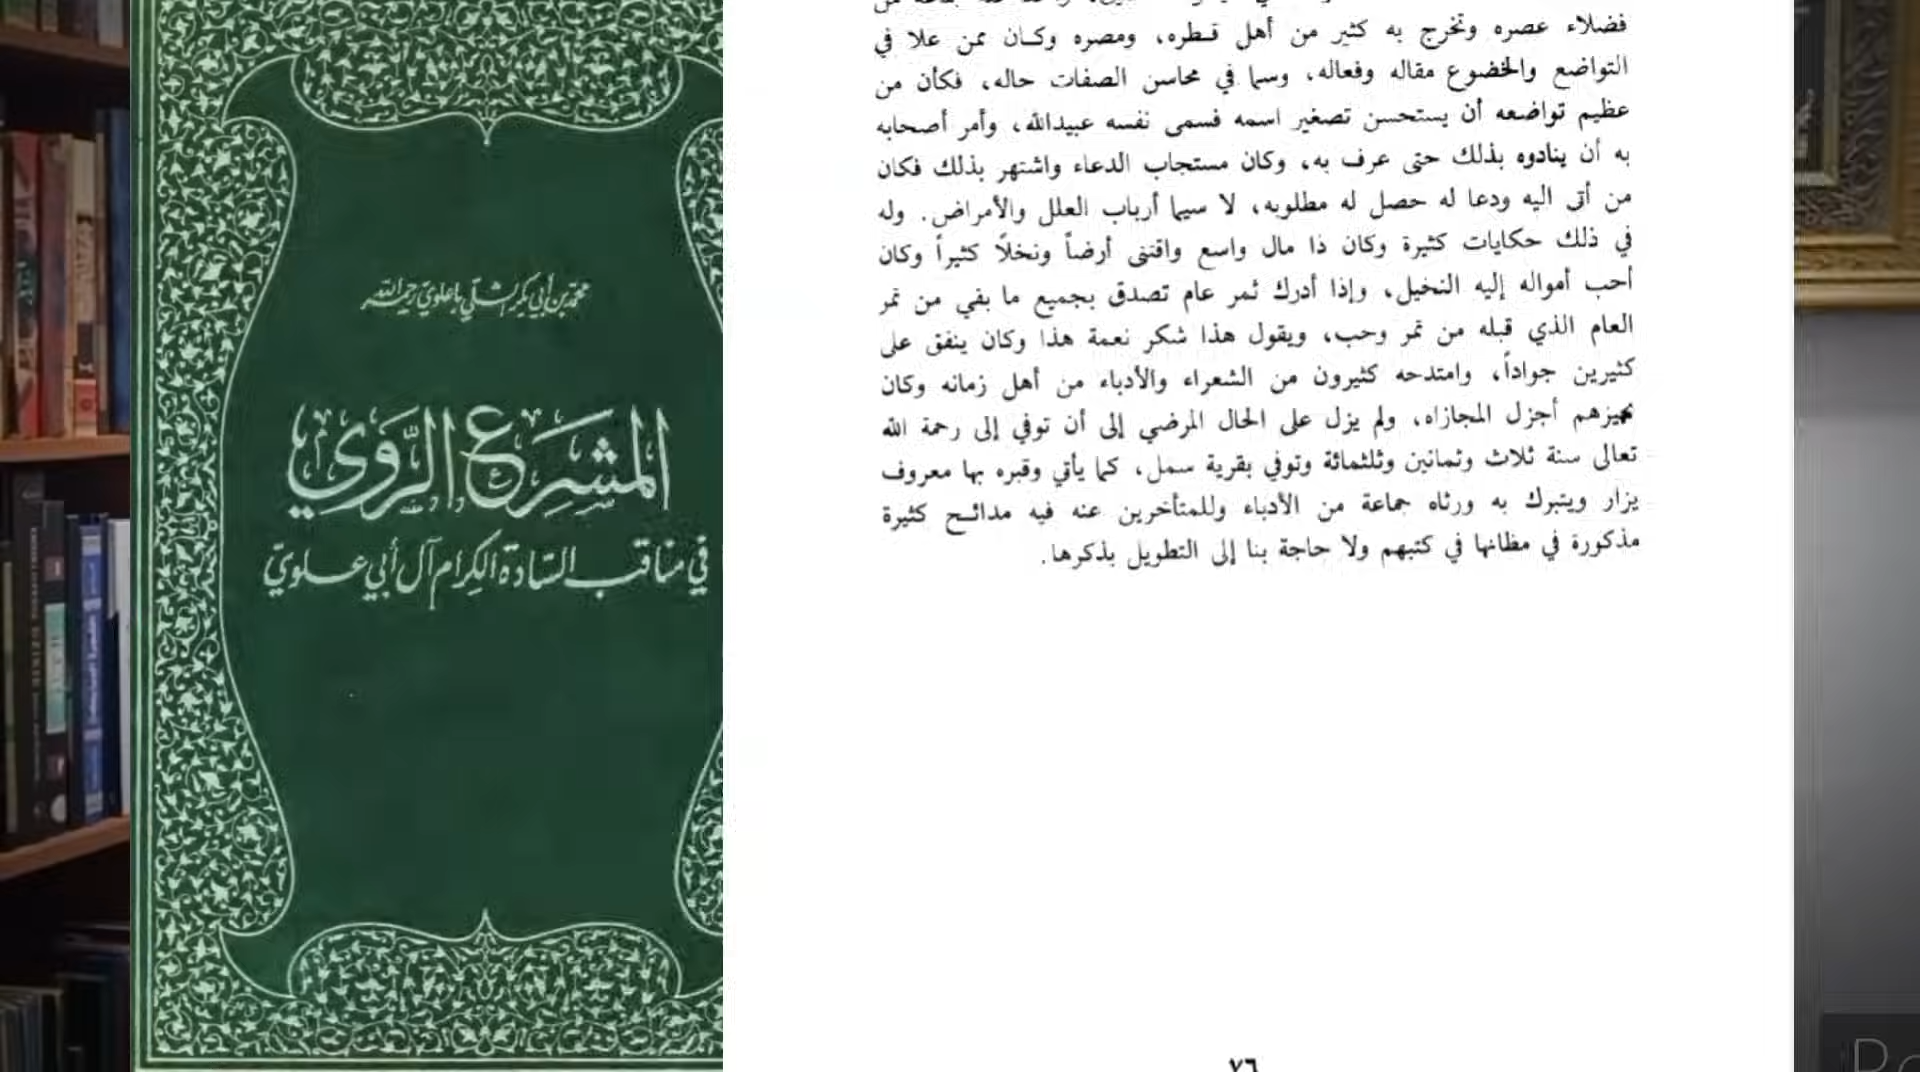 محمد بن أبي بكر الشلي باعلوي رحمه الله
المشرع الروي
في مناقب السادة الكرام آل أبي علوي
فضلاء عصره وتخرج به كثير من أهل قطره، ومصره وكان ممن علا في
التواضع والخضوع مقاله وفعاله، وسما في محاسن الصفات حاله، فكأن من
عظيم تواضعه أن يستحسن تصغير اسمه فسمى نفسه عبيدالله، وأمر أصحابه
به أن ينادوه بذلك حتى عرف به، وكان مستجاب الدعاء واشتهر بذلك فكان
من أتى اليه ودعا له حصل له مطلوبه، لا سيما أرباب العلل والأمراض. وله
في ذلك حكايات كثيرة وكان ذا مال واسع واقتنى أرضاً ونخلاً كثيراً وكان
أحب أمواله إليه النخيل، وإذا أدرك ثمر عام تصدق بجميع ما بقي من تمر
العام الذي قبله من تمر وحب، ويقول هذا شكر نعمة هذا وكان ينفق على
كثيرين جواداً، وامتدحه كثيرون من الشعراء والأدباء من أهل زمانه وكان
يجيزهم أجزل المجازاه، ولم يزل على الحال المرضي إلى أن توفي إلى رحمة الله
تعالى سنة ثلاث وثمانين وثلثمائة وتوفي بقرية سمل، كما يأتي وقبره بها معروف
يزار ويتبرك به ورثاه جماعة من الأدباء وللمتأخرين عنه فيه مدائح كثيرة
مذكورة في مظانها في كتبهم ولا حاجة بنا إلى التطويل بذكرها.
٧٦